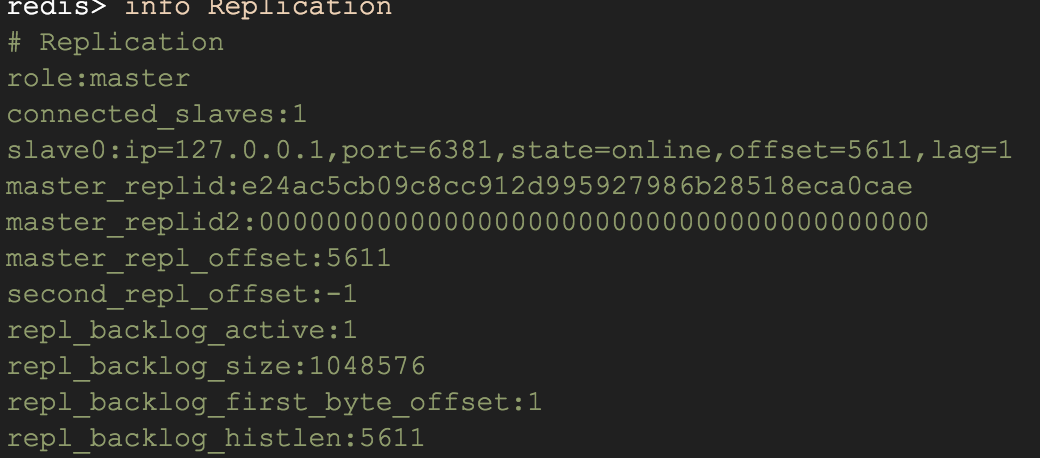 redis> info Replication
# Replication
role:master
connected_slaves:1
slave0:ip=127.0.0.1,port=6381,state=online,offset=5611,lag=1
master_replid:e24ac5cb09c8cc912d995927986b28518eca0cae
master_replid2:0000000000000000000000000000000000000000
master_repl_offset:5611
second_repl_offset:-1
repl_backlog_active:1
repl_backlog_size:1048576
repl_backlog_first_byte_offset:1
repl_backlog_histlen:5611